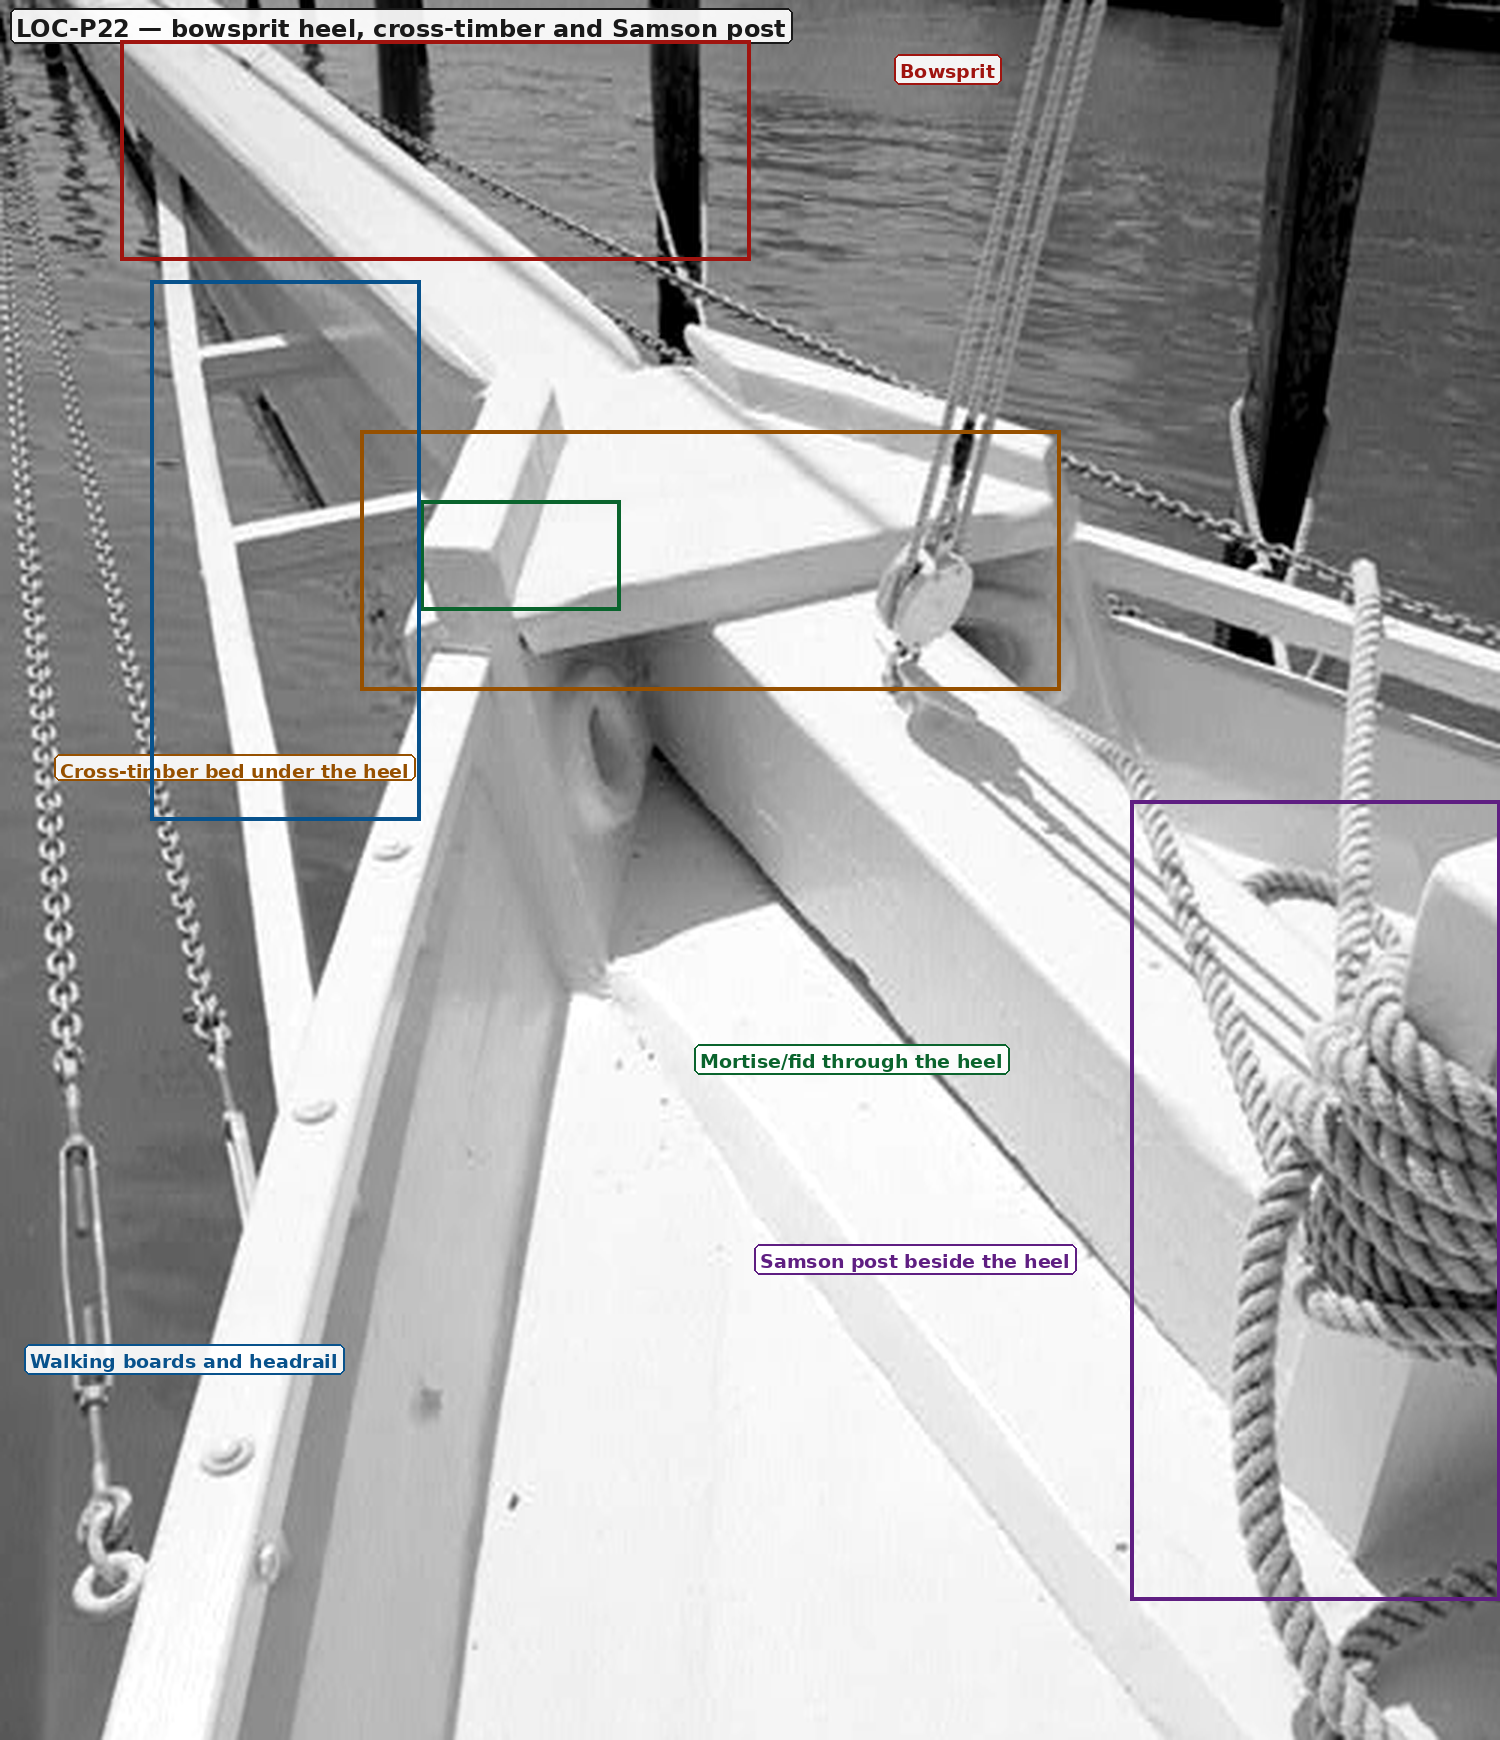 LOC-P22 — bowsprit heel, cross-timber and Samson post
Bowsprit
Cross-timber bed under the heel
Mortise/fid through the heel
Samson post beside the heel
Walking boards and headrail